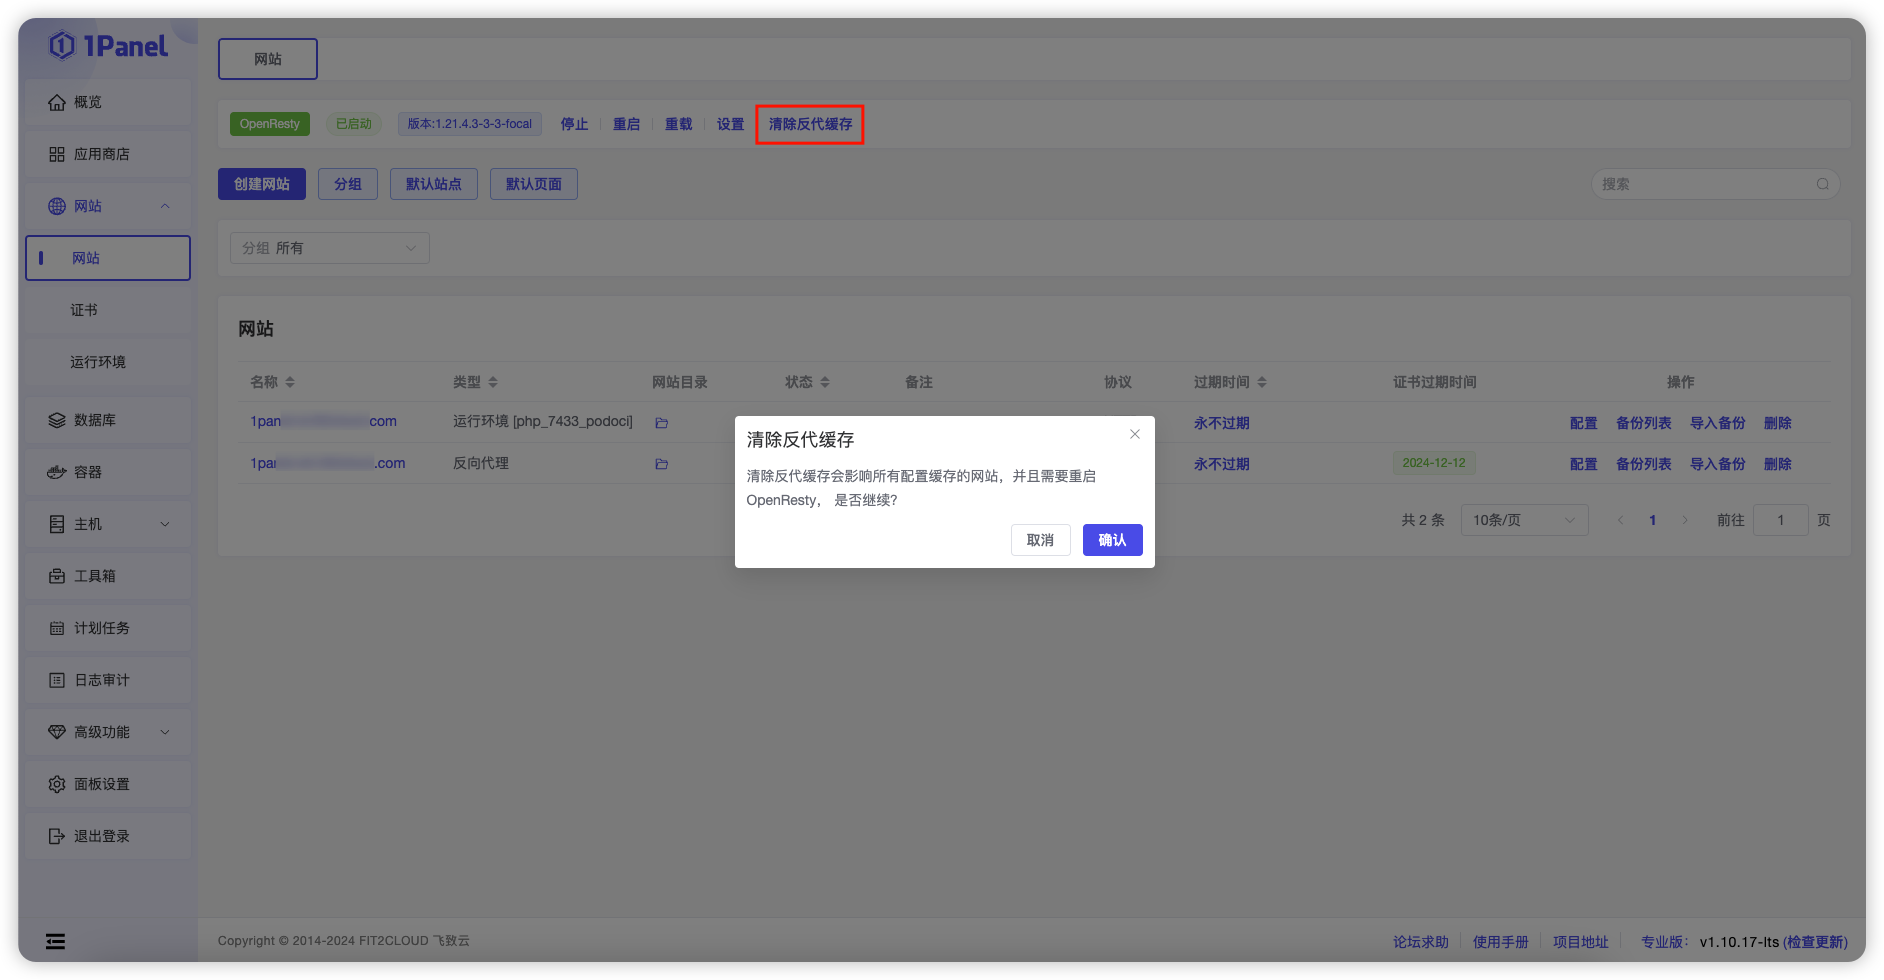 1Panel
概览
应用商店
网站
网站
证书
运行环境
数据库
容器
主机
工具箱
计划任务
日志审计
高级功能
面板设置
退出登录
网站
OpenResty 已启动 版本:1.21.4.3-3-3-focal 停止 重启 重载 设置 清除反代缓存
创建网站 分组 默认站点 默认页面 搜索
分组 所有
网站
名称 类型 网站目录 状态 备注 协议 过期时间 证书过期时间 操作
1pan com 运行环境 [php_7433_podoci] 永不过期 配置 备份列表 导入备份 删除
1pa .com 反向代理 永不过期 2024-12-12 配置 备份列表 导入备份 删除
共 2 条 10条/页 1 前往 1 页
清除反代缓存
清除反代缓存会影响所有配置缓存的网站，并且需要重启
OpenResty， 是否继续?
取消 确认
Copyright © 2014-2024 FIT2CLOUD 飞致云 论坛求助 使用手册 项目地址 专业版： v1.10.17-lts (检查更新)